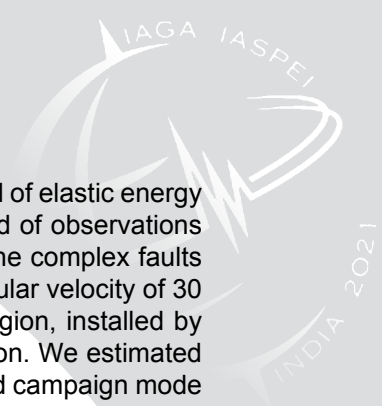 IAGA IASPEI
INDIA 2021
l of elastic energy
d of observations
ne complex faults
ular velocity of 30
gion, installed by
on. We estimated
d campaign mode